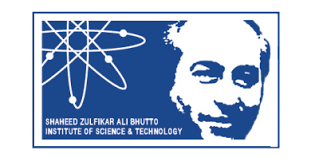 SHAHEED ZULFIKAR ALI BHUTTO
INSTITUTE OF SCIENCE & TECHNOLOGY